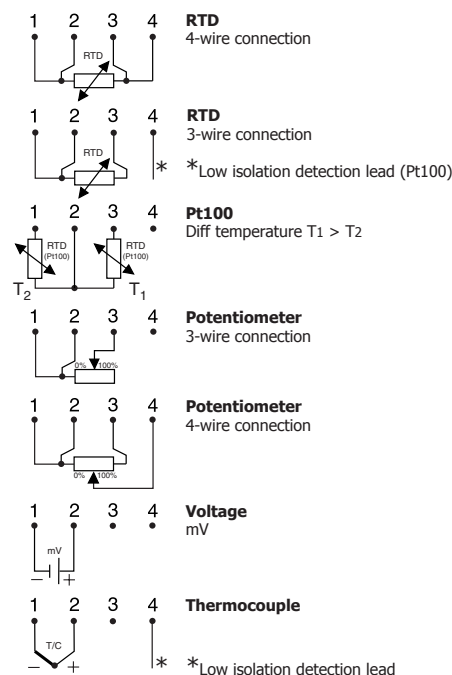 1 2 3 4 RTD
4-wire connection
RTD
1 2 3 4 RTD
3-wire connection
RTD
* *Low isolation detection lead (Pt100)
1 2 3 4 Pt100
Diff temperature T1 > T2
RTD (Pt100) RTD (Pt100)
T2 T1
1 2 3 4 Potentiometer
3-wire connection
0% 100%
1 2 3 4 Potentiometer
4-wire connection
0% 100%
1 2 3 4 Voltage
mV
mV
– +
1 2 3 4 Thermocouple
T/C
– + * *Low isolation detection lead